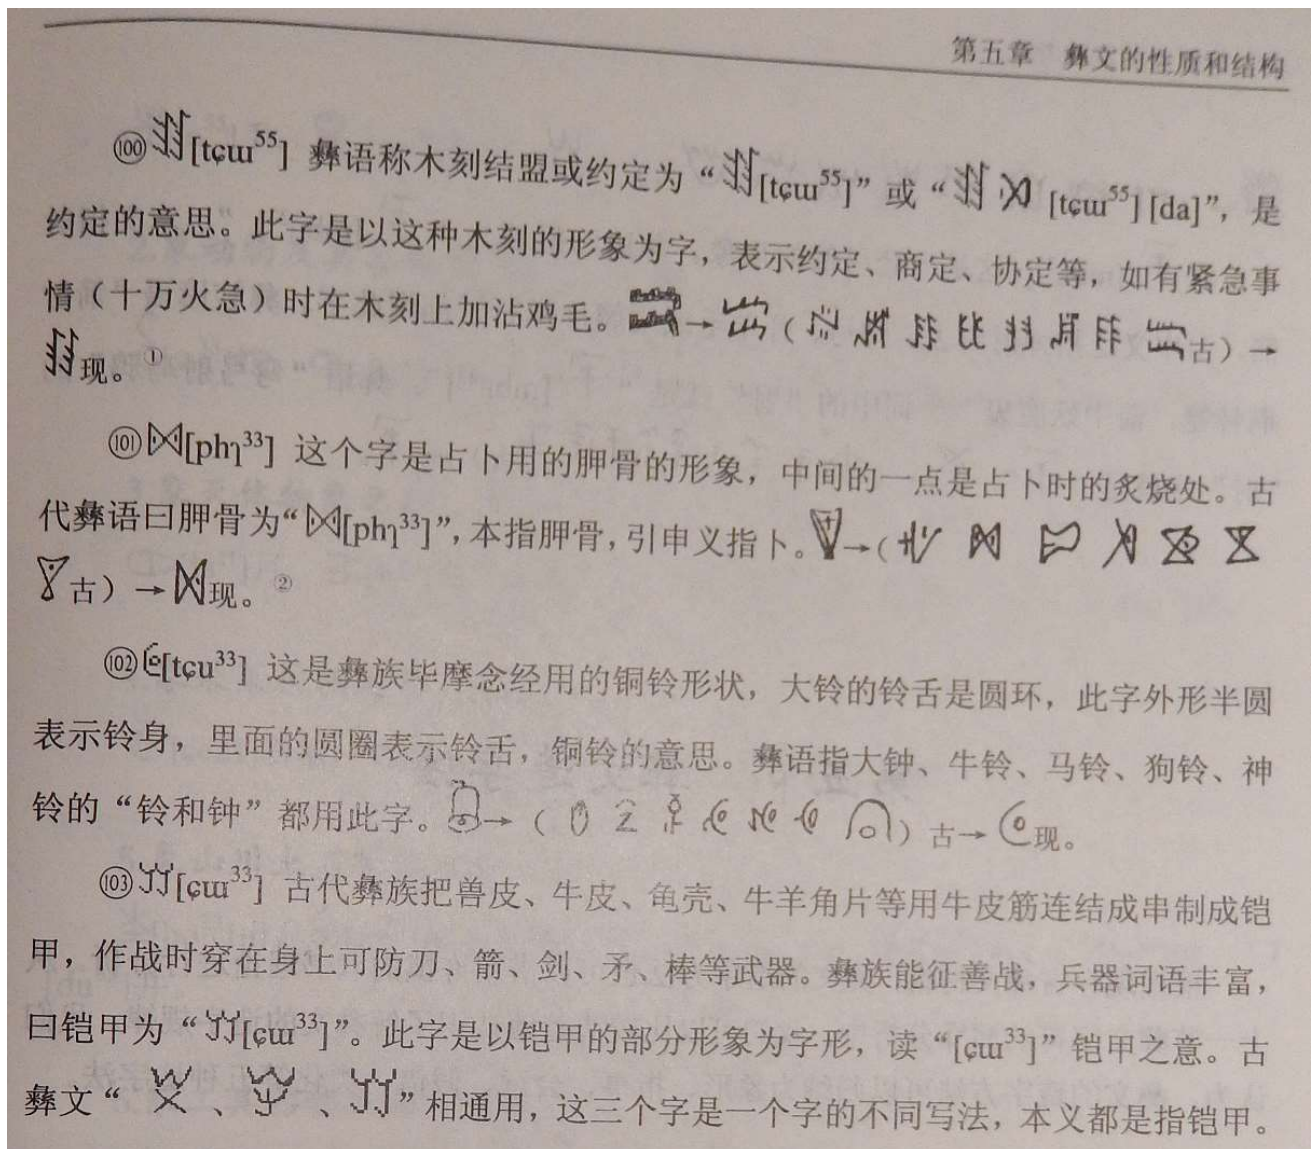 第五章 彝文的性质和结构
⑩⓪[tɕɯ⁵⁵] 彝语称木刻结盟或约定为“[tɕɯ⁵⁵]”或“[tɕɯ⁵⁵][da]”，是
约定的意思。此字是以这种木刻的形象为字，表示约定、商定、协定等，如有紧急事
情（十万火急）时在木刻上加沾鸡毛。→（古）→
现。①
(101)[phʅ³³] 这个字是占卜用的胛骨的形象，中间的一点是占卜时的炙烧处。古
代彝语曰胛骨为“[phʅ³³]”，本指胛骨，引申义指卜。→（
古）→现。②
(102)[tɕu³³] 这是彝族毕摩念经用的铜铃形状，大铃的铃舌是圆环，此字外形半圆
表示铃身，里面的圆圈表示铃舌，铜铃的意思。彝语指大钟、牛铃、马铃、狗铃、神
铃的“铃和钟”都用此字。→（）古→现。
(103)[ɕɯ³³] 古代彝族把兽皮、牛皮、龟壳、牛羊角片等用牛皮筋连结成串制成铠
甲，作战时穿在身上可防刀、箭、剑、矛、棒等武器。彝族能征善战，兵器词语丰富，
曰铠甲为“[ɕɯ³³]”。此字是以铠甲的部分形象为字形，读“[ɕɯ³³]”铠甲之意。古
彝文“、、”相通用，这三个字是一个字的不同写法，本义都是指铠甲。